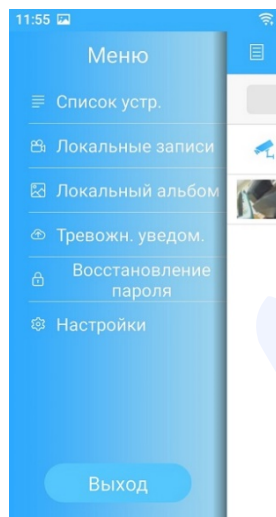 11:55
Меню
Список устр.
Локальные записи
Локальный альбом
Тревожн. уведом.
Восстановление
пароля
Настройки
Выход